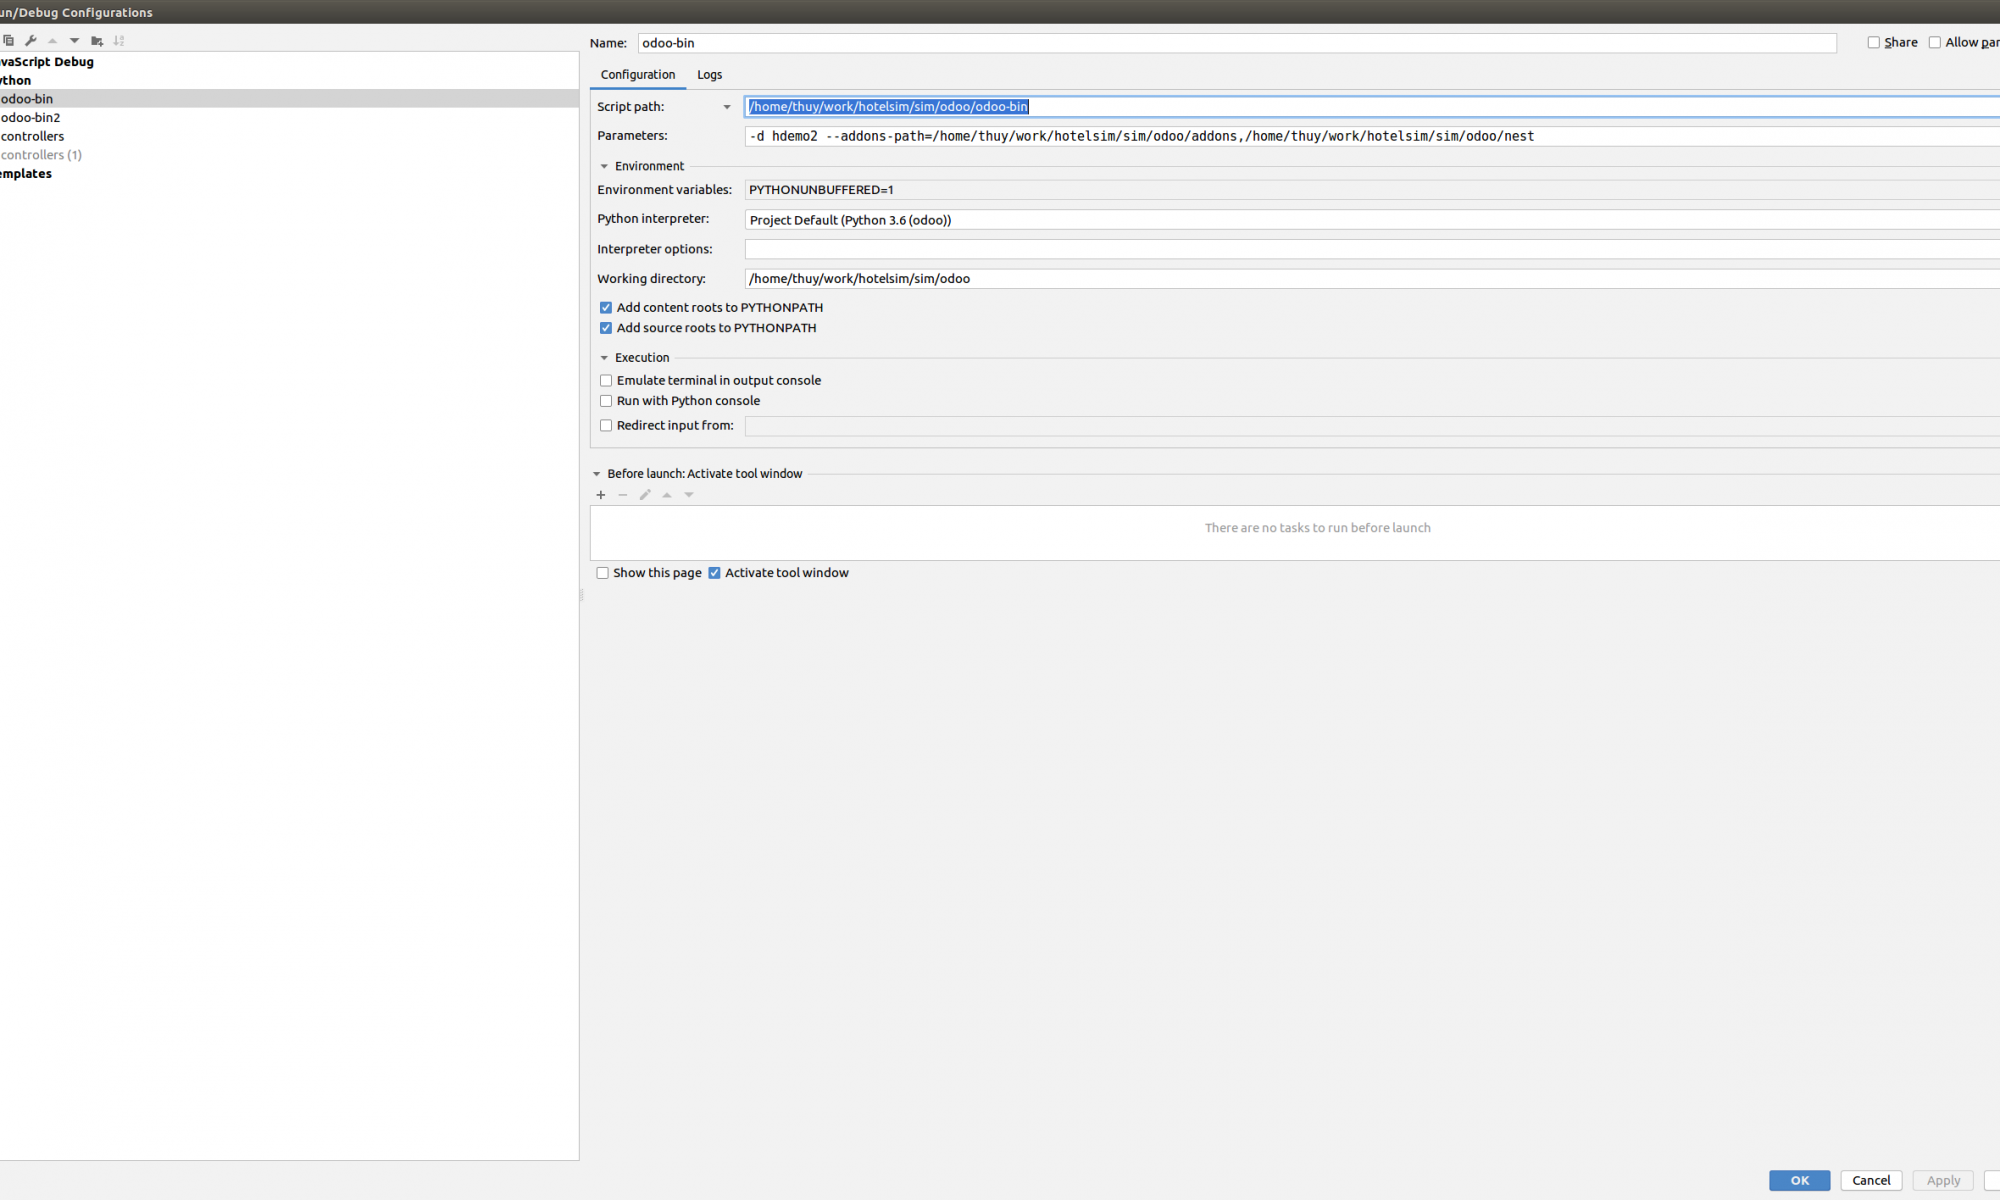 un/Debug Configurations
Name: odoo-bin
Share
Allow par
avaScript Debug
ython
odoo-bin
odoo-bin2
controllers
controllers (1)
emplates
Configuration Logs
Script path: /home/thuy/work/hotelsim/sim/odoo/odoo-bin
Parameters: -d hdemo2 --addons-path=/home/thuy/work/hotelsim/sim/odoo/addons,/home/thuy/work/hotelsim/sim/odoo/nest
Environment
Environment variables: PYTHONUNBUFFERED=1
Python interpreter: Project Default (Python 3.6 (odoo))
Interpreter options:
Working directory: /home/thuy/work/hotelsim/sim/odoo
Add content roots to PYTHONPATH
Add source roots to PYTHONPATH
Execution
Emulate terminal in output console
Run with Python console
Redirect input from:
Before launch: Activate tool window
There are no tasks to run before launch
Show this page Activate tool window
OK Cancel Apply